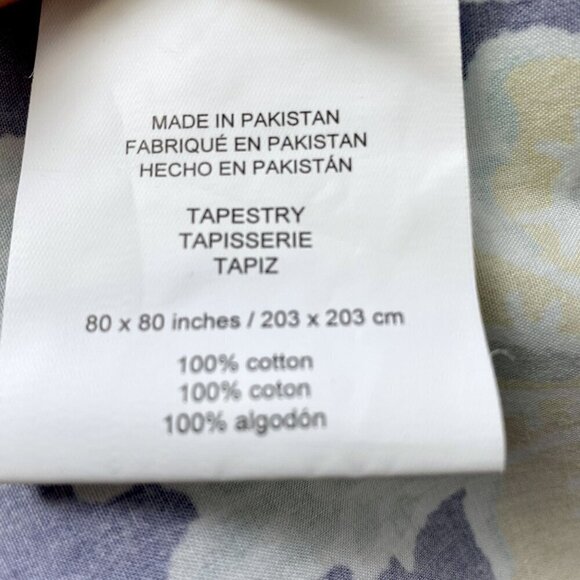 MADE IN PAKISTAN
FABRIQUÉ EN PAKISTAN
HECHO EN PAKISTÁN
TAPESTRY
TAPISSERIE
TAPIZ
80 x 80 inches / 203 x 203 cm
100% cotton
100% coton
100% algodón